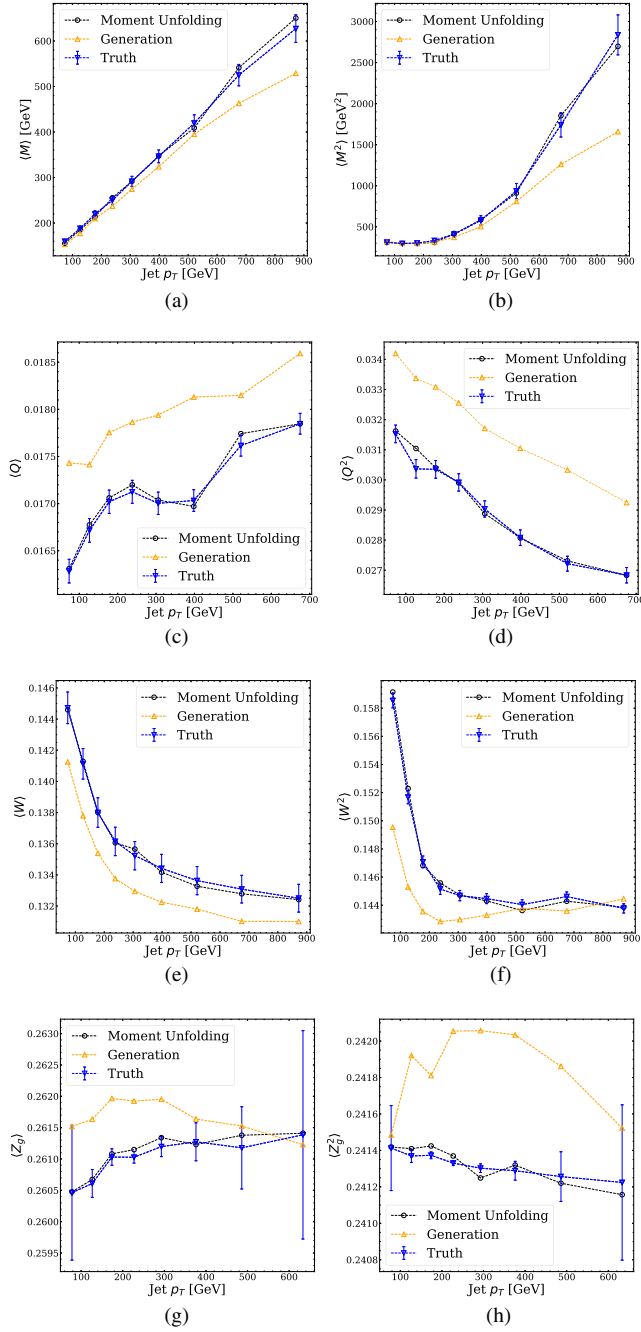 Moment Unfolding
Generation
Truth
600
500
400
300
200
⟨M⟩ [GeV]
100 200 300 400 500 600 700 800 900
Jet p_T [GeV]
(a)
Moment Unfolding
Generation
Truth
3000
2500
2000
1500
1000
500
⟨M²⟩ [GeV²]
100 200 300 400 500 600 700 800 900
Jet p_T [GeV]
(b)
0.0185
0.0180
0.0175
0.0170
0.0165
⟨Q⟩
Moment Unfolding
Generation
Truth
100 200 300 400 500 600 700
Jet p_T [GeV]
(c)
0.034
0.033
0.032
0.031
0.030
0.029
0.028
0.027
⟨Q²⟩
Moment Unfolding
Generation
Truth
100 200 300 400 500 600 700
Jet p_T [GeV]
(d)
0.146
0.144
0.142
0.140
0.138
0.136
0.134
0.132
⟨W⟩
Moment Unfolding
Generation
Truth
100 200 300 400 500 600 700 800 900
Jet p_T [GeV]
(e)
0.158
0.156
0.154
0.152
0.150
0.148
0.146
0.144
⟨W²⟩
Moment Unfolding
Generation
Truth
100 200 300 400 500 600 700 800 900
Jet p_T [GeV]
(f)
0.2630
0.2625
0.2620
0.2615
0.2610
0.2605
0.2600
0.2595
⟨Z_g⟩
Moment Unfolding
Generation
Truth
100 200 300 400 500 600
Jet p_T [GeV]
(g)
0.2420
0.2418
0.2416
0.2414
0.2412
0.2410
0.2408
⟨Z_g²⟩
Moment Unfolding
Generation
Truth
100 200 300 400 500 600
Jet p_T [GeV]
(h)